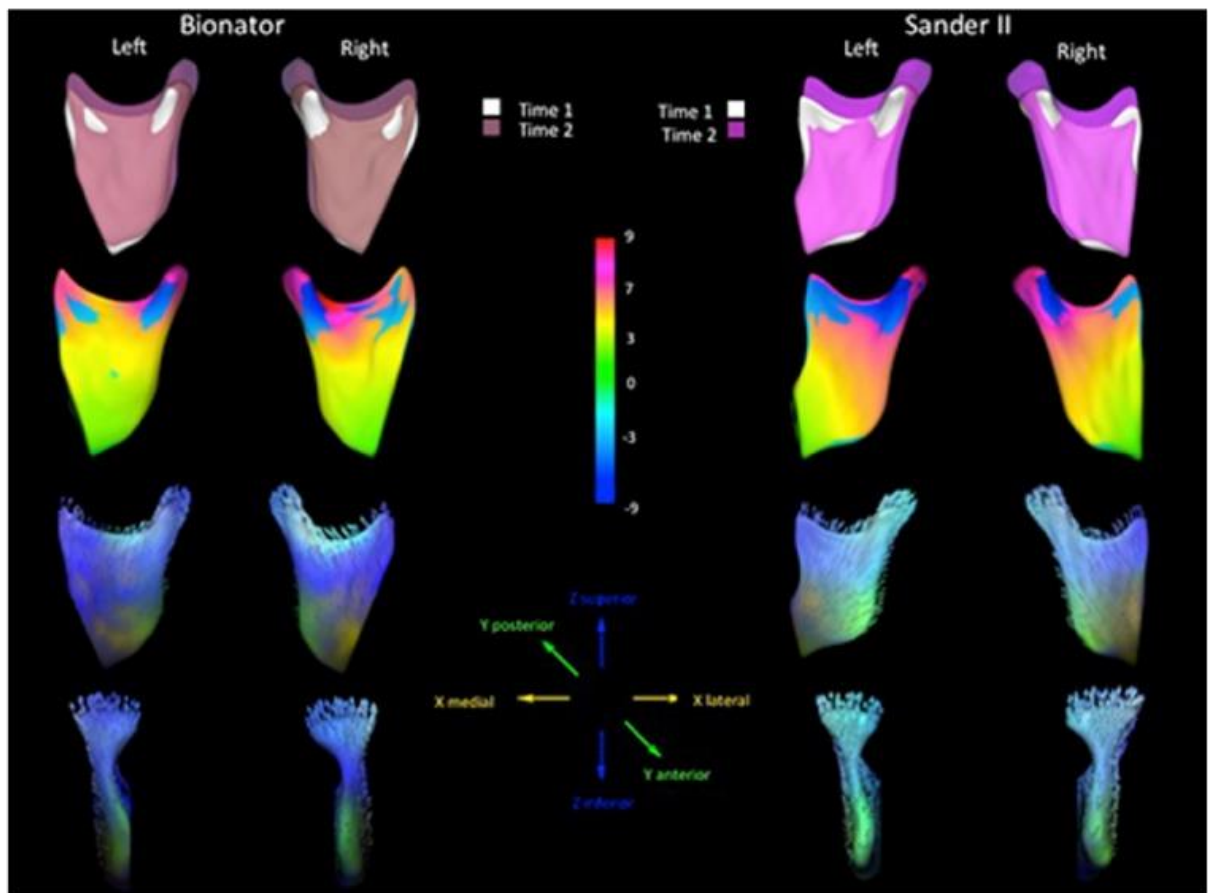 Bionator
Left
Right
Sander II
Left
Right
Time 1
Time 2
Time 1
Time 2
9
7
3
0
-3
-9
Z superior
Y posterior
X medial
X lateral
Y anterior
Z inferior